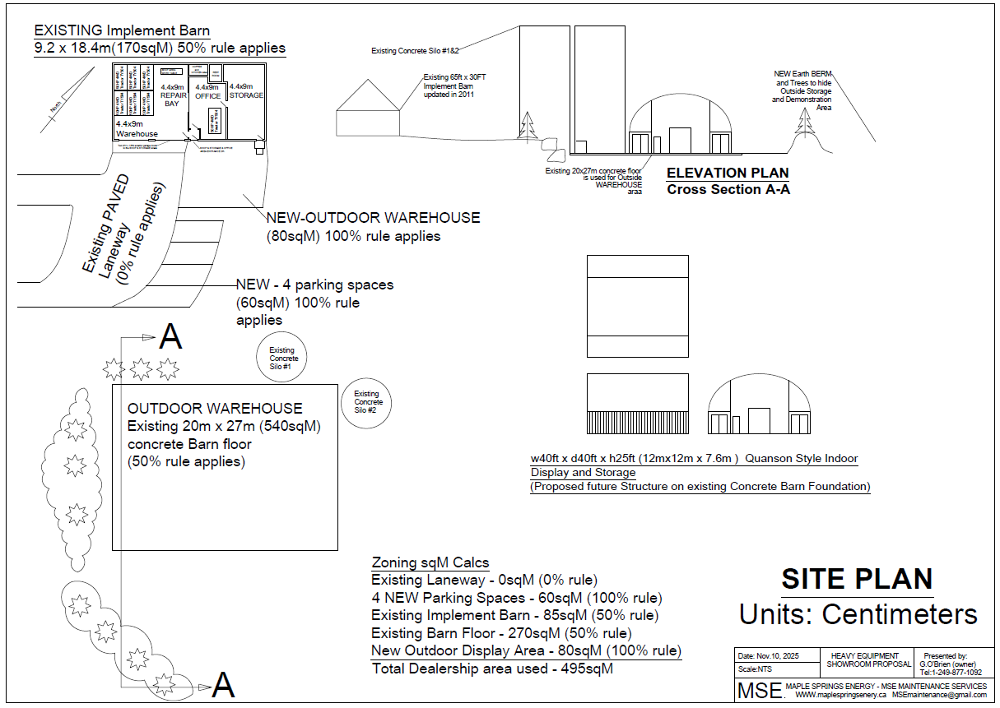 EXISTING Implement Barn
9.2 x 18.4m(170sqM) 50% rule applies
North
4.4x9m
REPAIR
BAY
4.4x9m
OFFICE
4.4x9m
STORAGE
4.4x9m
Warehouse
Existing PAVED
Laneway
(0% rule applies)
NEW-OUTDOOR WAREHOUSE
(80sqM) 100% rule applies
NEW - 4 parking spaces
(60sqM) 100% rule
applies
A
Existing
Concrete
Silo #1
Existing
Concrete
Silo #2
OUTDOOR WAREHOUSE
Existing 20m x 27m (540sqM)
concrete Barn floor
(50% rule applies)
A
Existing Concrete Silo #1&2
Existing 65ft x 30FT
Implement Barn
updated in 2011
NEW Earth BERM
and Trees to hide
Outside Storage
and Demonstration
Area
Existing 20x27m concrete floor
is used for Outside
WAREHOUSE
araa
ELEVATION PLAN
Cross Section A-A
w40ft x d40ft x h25ft (12mx12m x 7.6m ) Quanson Style Indoor
Display and Storage
(Proposed future Structure on existing Concrete Barn Foundation)
Zoning sqM Calcs
Existing Laneway - 0sqM (0% rule)
4 NEW Parking Spaces - 60sqM (100% rule)
Existing Implement Barn - 85sqM (50% rule)
Existing Barn Floor - 270sqM (50% rule)
New Outdoor Display Area - 80sqM (100% rule)
Total Dealership area used - 495sqM
SITE PLAN
Units: Centimeters
Date: Nov.10, 2025
Scale:NTS
HEAVY EQUIPMENT
SHOWROOM PROPOSAL
Presented by:
G.O'Brien (owner)
Tel:1-249-877-1092
MSE.
MAPLE SPRINGS ENERGY - MSE MAINTENANCE SERVICES
WWW.maplespringsenery.ca MSEmaintenance@gmail.com